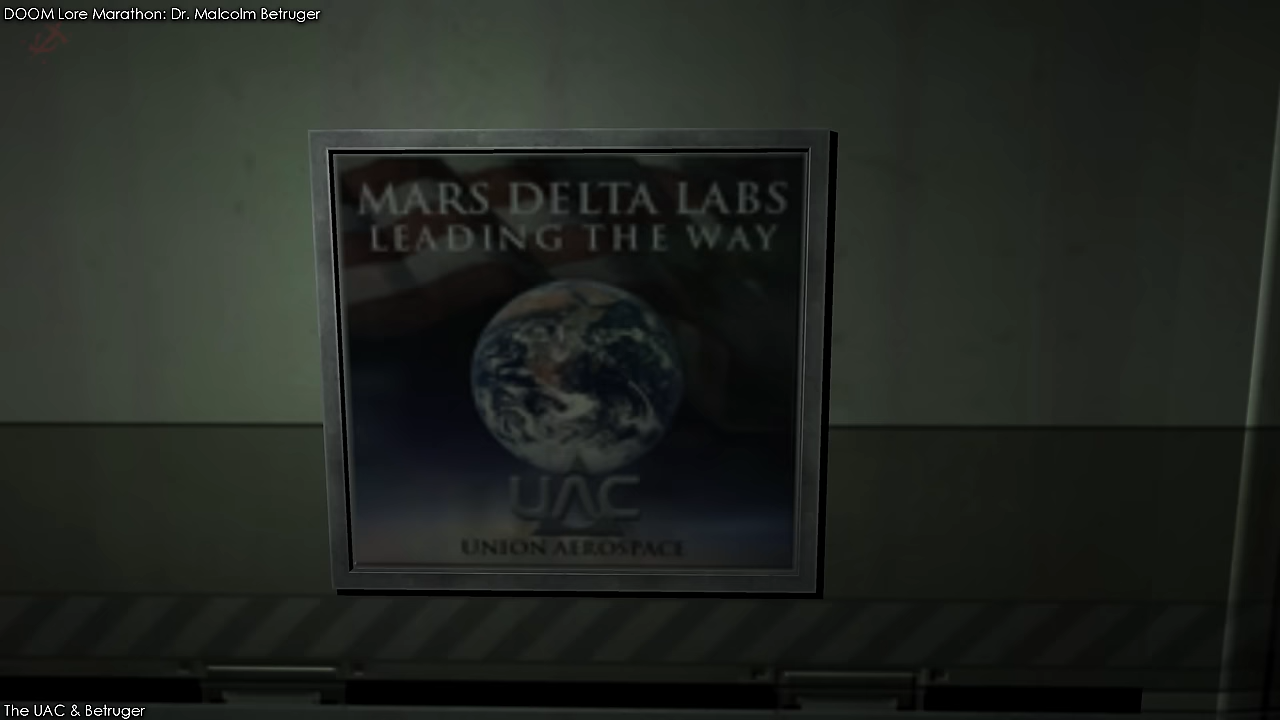 DOOM Lore Marathon: Dr. Malcolm Betruger
MARS DELTA LABS
LEADING THE WAY
UAC
UNION AEROSPACE
The UAC & Betruger